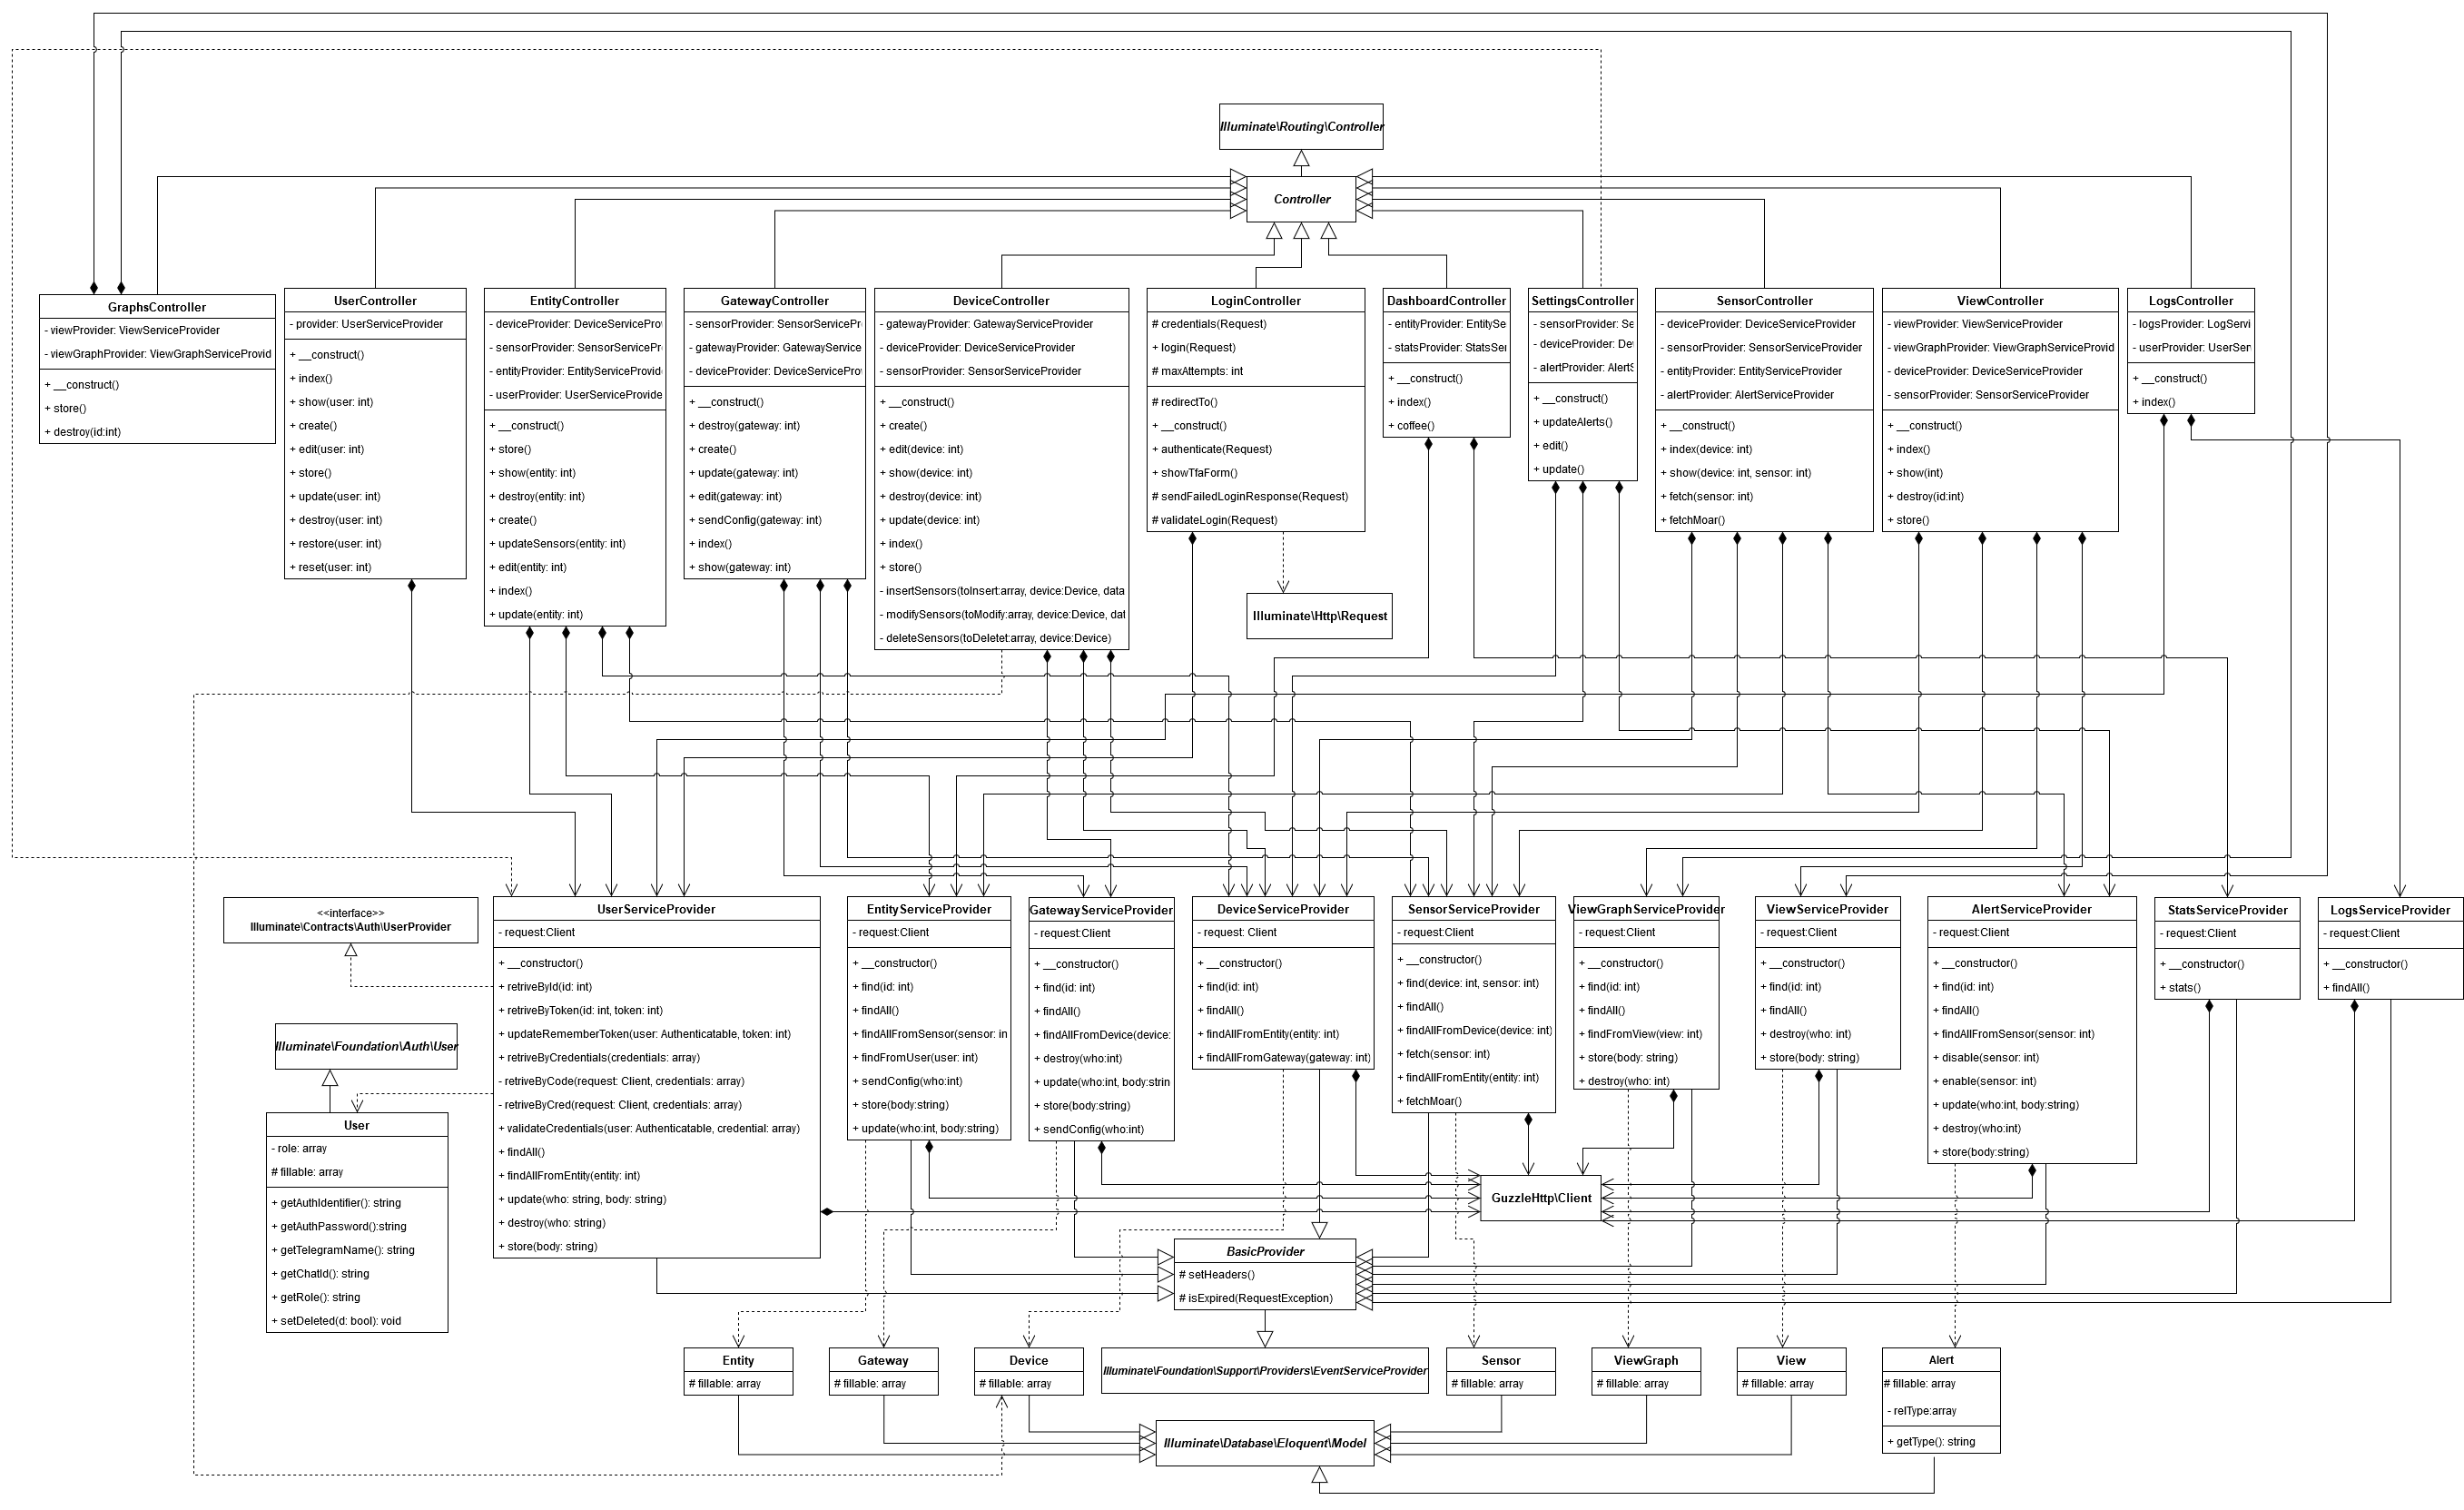 Illuminate\Routing\Controller
Controller
GraphsController
- viewProvider: ViewServiceProvider
- viewGraphProvider: ViewGraphServiceProvid
+ __construct()
+ store()
+ destroy(id:int)
UserController
- provider: UserServiceProvider
+ __construct()
+ index()
+ show(user: int)
+ create()
+ edit(user: int)
+ store()
+ update(user: int)
+ destroy(user: int)
+ restore(user: int)
+ reset(user: int)
EntityController
- deviceProvider: DeviceServiceProv
- sensorProvider: SensorServicePr
- entityProvider: EntityServiceProvid
- userProvider: UserServiceProvide
+ __construct()
+ store()
+ show(entity: int)
+ destroy(entity: int)
+ create()
+ updateSensors(entity: int)
+ edit(entity: int)
+ index()
+ update(entity: int)
GatewayController
- sensorProvider: SensorServicePr
- gatewayProvider: GatewayService
- deviceProvider: DeviceServiceProv
+ __construct()
+ destroy(gateway: int)
+ create()
+ update(gateway: int)
+ edit(gateway: int)
+ sendConfig(gateway: int)
+ index()
+ show(gateway: int)
DeviceController
- gatewayProvider: GatewayServiceProvider
- deviceProvider: DeviceServiceProvider
- sensorProvider: SensorServiceProvider
+ __construct()
+ create()
+ edit(device: int)
+ show(device: int)
+ destroy(device: int)
+ update(device: int)
+ index()
+ store()
- insertSensors(toInsert:array, device:Device, data
- modifySensors(toModify:array, device:Device, dat
- deleteSensors(toDeletet:array, device:Device)
LoginController
# credentials(Request)
+ login(Request)
# maxAttempts: int
# redirectTo()
+ __construct()
+ authenticate(Request)
+ showTfaForm()
# sendFailedLoginResponse(Request)
# validateLogin(Request)
DashboardController
- entityProvider: EntitySe
- statsProvider: StatsSer
+ __construct()
+ index()
+ coffee()
SettingsController
- sensorProvider: Se
- deviceProvider: De
- alertProvider: AlertS
+ __construct()
+ updateAlerts()
+ edit()
+ update()
SensorController
- deviceProvider: DeviceServiceProvider
- sensorProvider: SensorServiceProvider
- entityProvider: EntityServiceProvider
- alertProvider: AlertServiceProvider
+ __construct()
+ index(device: int)
+ show(device: int, sensor: int)
+ fetch(sensor: int)
+ fetchMoar()
ViewController
- viewProvider: ViewServiceProvider
- viewGraphProvider: ViewGraphServiceProvid
- deviceProvider: DeviceServiceProvider
- sensorProvider: SensorServiceProvider
+ __construct()
+ index()
+ show(int)
+ destroy(id:int)
+ store()
LogsController
- logsProvider: LogServi
- userProvider: UserSer
+ __construct()
+ index()
Illuminate\Http\Request
<<interface>>
Illuminate\Contracts\Auth\UserProvider
Illuminate\Foundation\Auth\User
User
- role: array
# fillable: array
+ getAuthIdentifier(): string
+ getAuthPassword():string
+ getTelegramName(): string
+ getChatId(): string
+ getRole(): string
+ setDeleted(d: bool): void
UserServiceProvider
- request:Client
+ __constructor()
+ retriveById(id: int)
+ retriveByToken(id: int, token: int)
+ updateRememberToken(user: Authenticatable, token: int)
+ retriveByCredentials(credentials: array)
- retriveByCode(request: Client, credentials: array)
- retriveByCred(request: Client, credentials: array)
+ validateCredentials(user: Authenticatable, credential: array)
+ findAll()
+ findAllFromEntity(entity: int)
+ update(who: string, body: string)
+ destroy(who: string)
+ store(body: string)
EntityServiceProvider
- request:Client
+ __constructor()
+ find(id: int)
+ findAll()
+ findAllFromSensor(sensor: in
+ findFromUser(user: int)
+ sendConfig(who:int)
+ store(body:string)
+ update(who:int, body:string)
GatewayServiceProvider
- request:Client
+ __constructor()
+ find(id: int)
+ findAll()
+ findAllFromDevice(device:
+ destroy(who:int)
+ update(who:int, body:strin
+ store(body:string)
+ sendConfig(who:int)
DeviceServiceProvider
- request: Client
+ __constructor()
+ find(id: int)
+ findAll()
+ findAllFromEntity(entity: int)
+ findAllFromGateway(gateway: int)
SensorServiceProvider
- request:Client
+ __constructor()
+ find(device: int, sensor: int)
+ findAll()
+ findAllFromDevice(device: int)
+ fetch(sensor: int)
+ findAllFromEntity(entity: int)
+ fetchMoar()
ViewGraphServiceProvider
- request:Client
+ __constructor()
+ find(id: int)
+ findAll()
+ findFromView(view: int)
+ store(body: string)
+ destroy(who: int)
ViewServiceProvider
- request:Client
+ __constructor()
+ find(id: int)
+ findAll()
+ destroy(who: int)
+ store(body: string)
AlertServiceProvider
- request:Client
+ __constructor()
+ find(id: int)
+ findAll()
+ findAllFromSensor(sensor: int)
+ disable(sensor: int)
+ enable(sensor: int)
+ update(who:int, body:string)
+ destroy(who:int)
+ store(body:string)
StatsServiceProvider
- request:Client
+ __constructor()
+ stats()
LogsServiceProvider
- request:Client
+ __constructor()
+ findAll()
GuzzleHttp\Client
BasicProvider
# setHeaders()
# isExpired(RequestException)
Entity
# fillable: array
Gateway
# fillable: array
Device
# fillable: array
Illuminate\Foundation\Support\Providers\EventServiceProvider
Sensor
# fillable: array
ViewGraph
# fillable: array
View
# fillable: array
Alert
# fillable: array
- relType:array
+ getType(): string
Illuminate\Database\Eloquent\Model